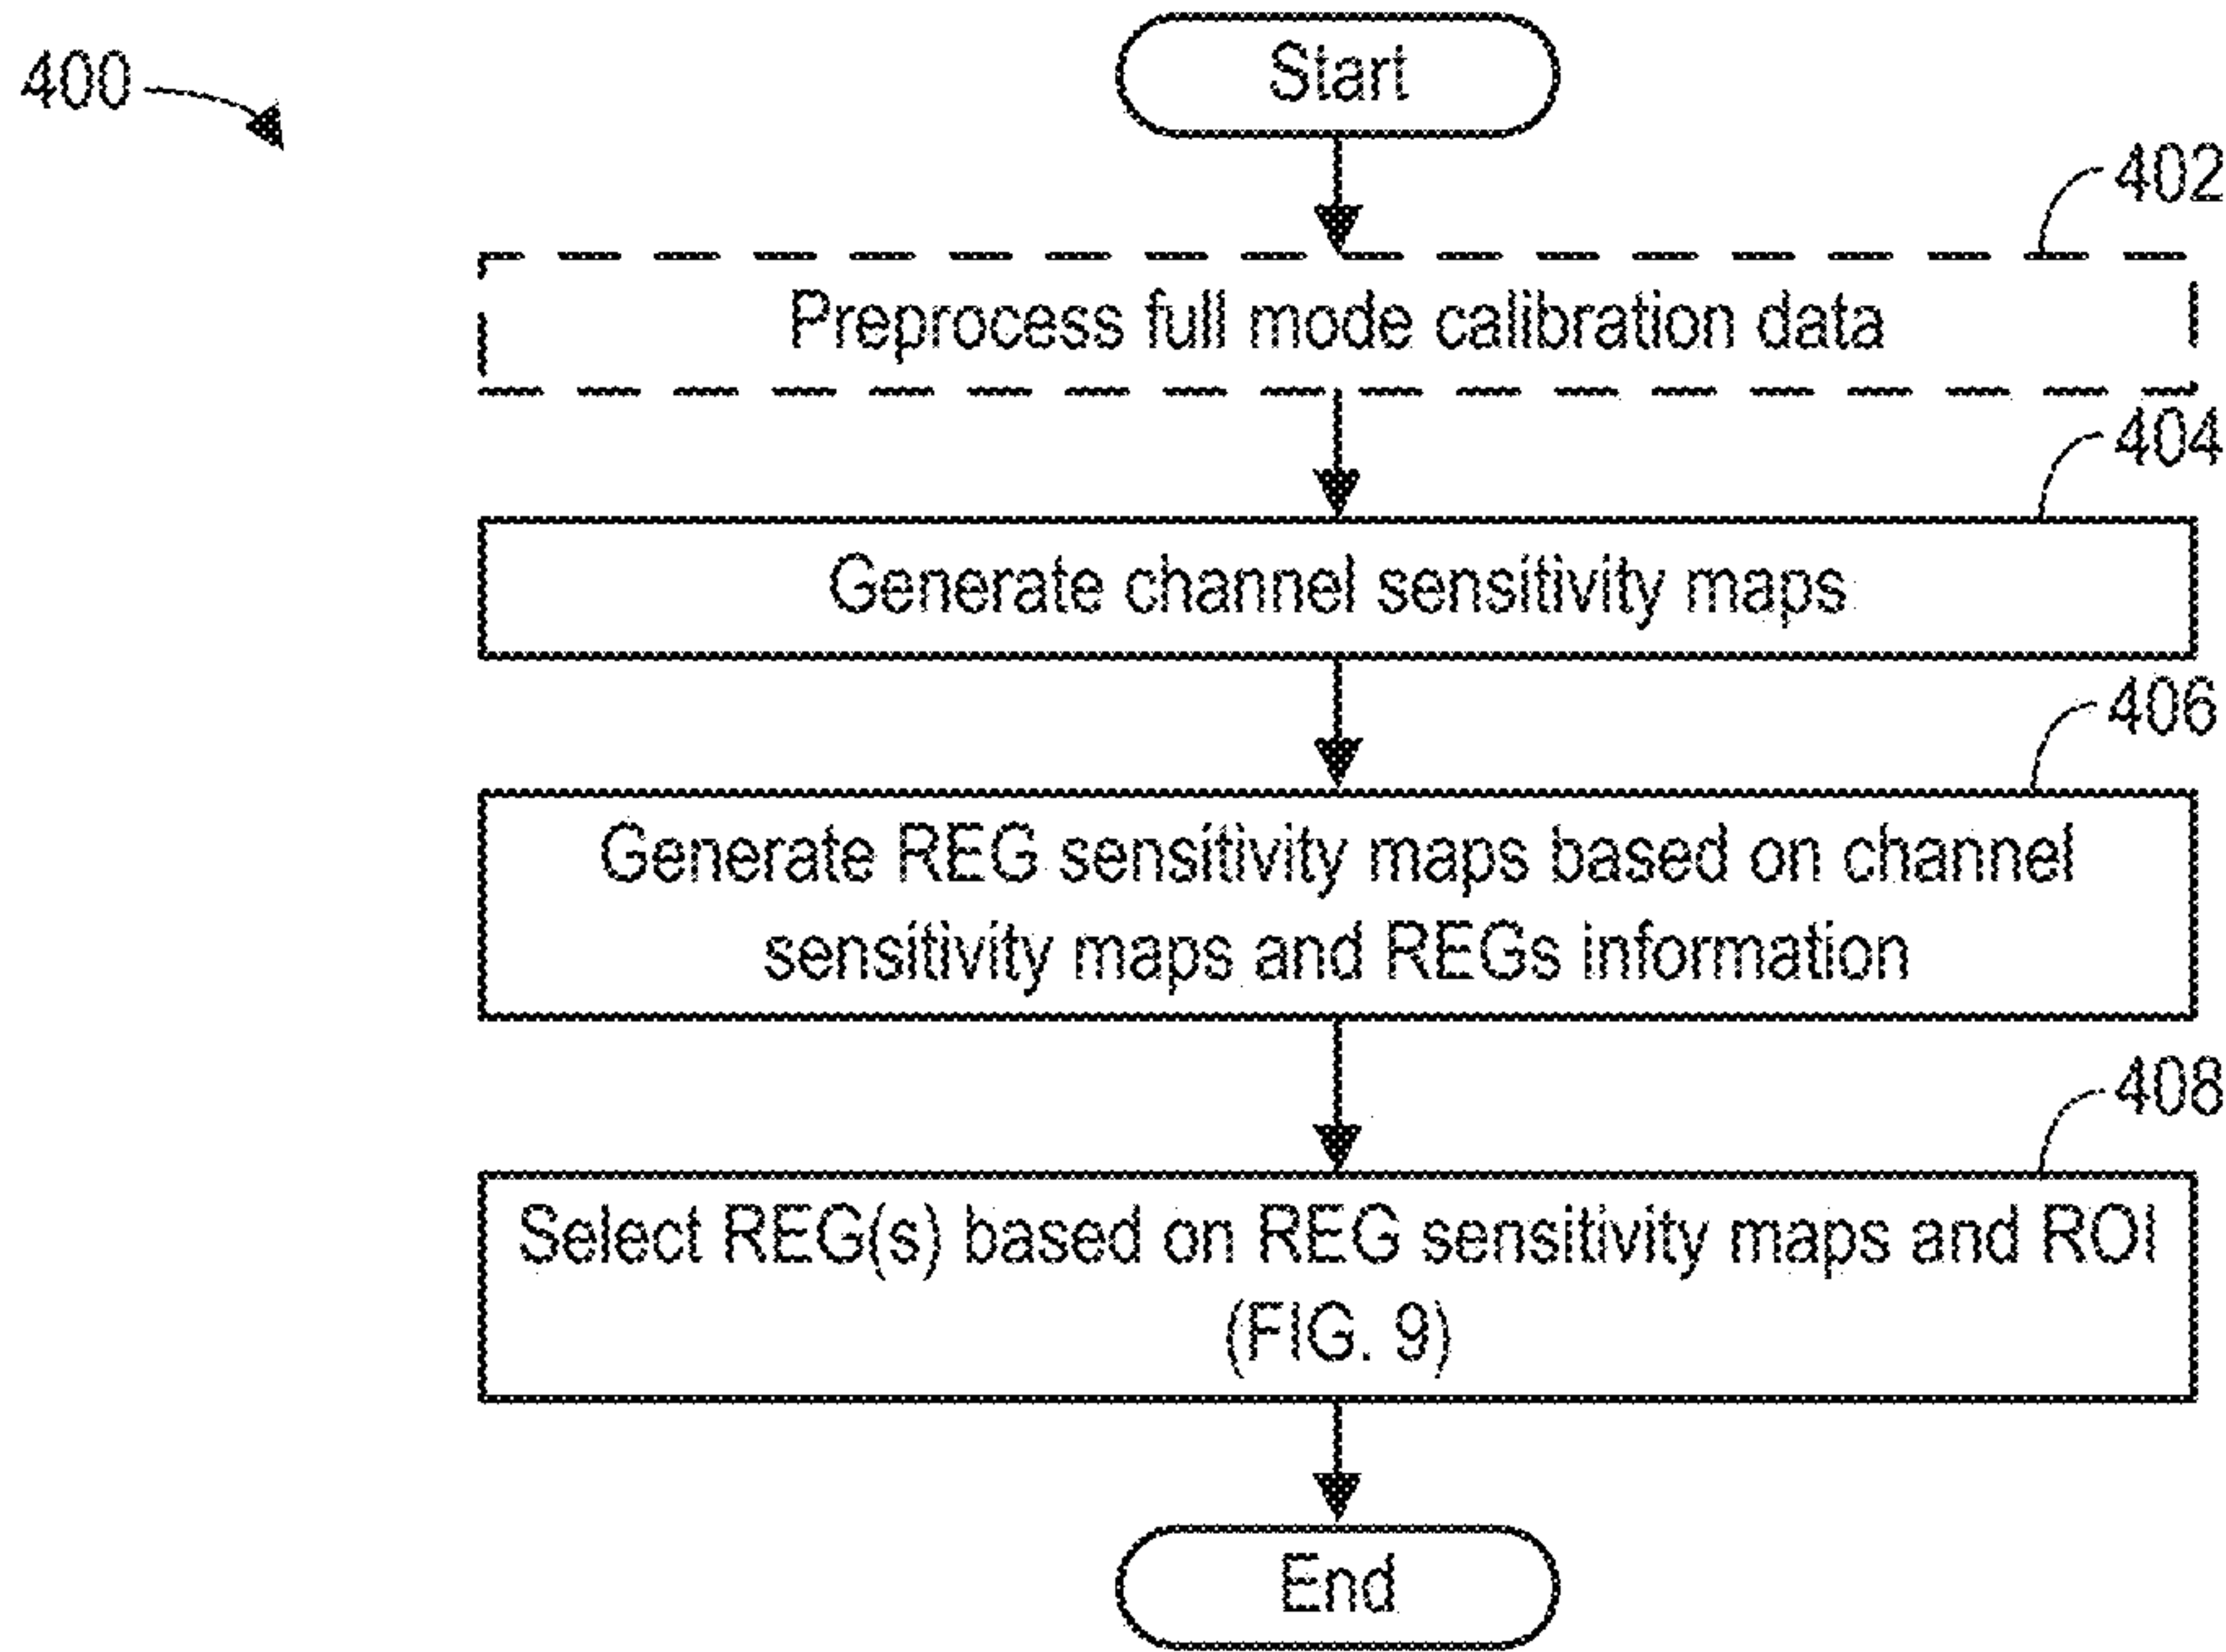 400
Start
402
Preprocess full mode calibration data
404
Generate channel sensitivity maps
406
Generate REG sensitivity maps based on channel
sensitivity maps and REGs information
408
Select REG(s) based on REG sensitivity maps and ROI
(FIG. 9)
End